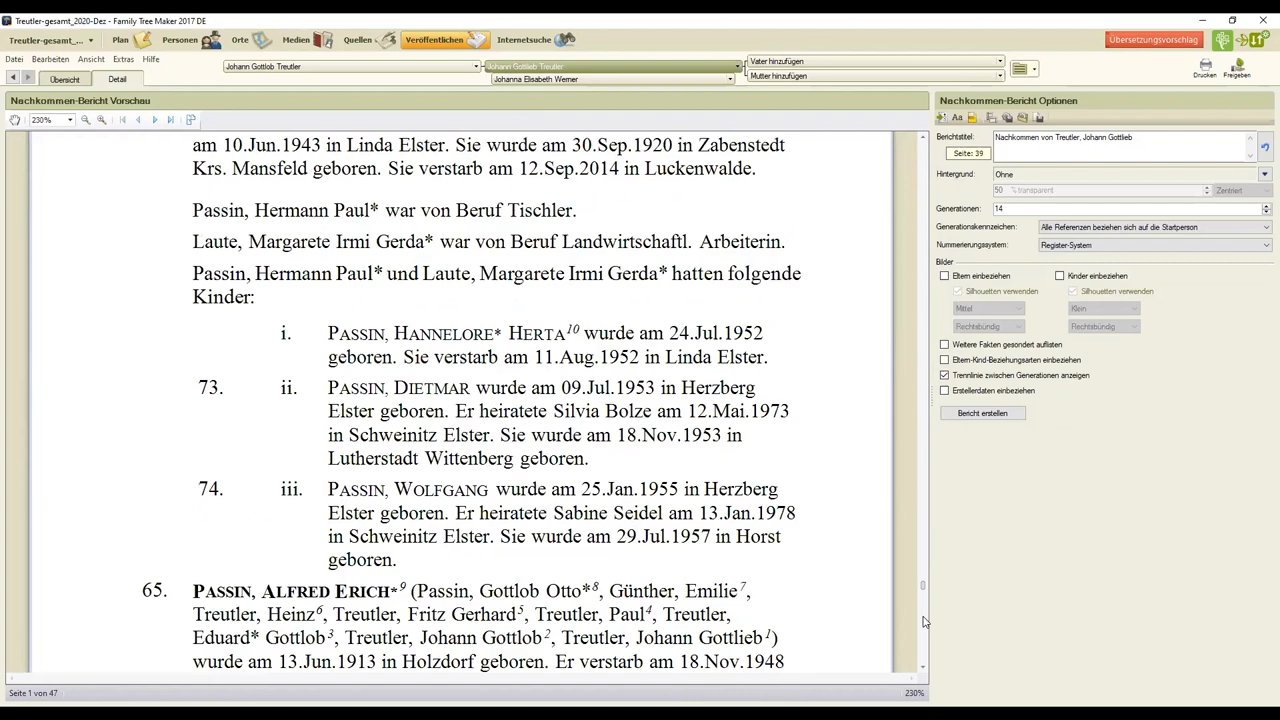 Treutler-gesamt_2020-Dez - Family Tree Maker 2017 DE
Treutler-gesamt_... Plan Personen Orte Medien Quellen Veröffentlichen Internetsuche Übersetzungsvorschlag
Datei Bearbeiten Ansicht Extras Hilfe
Übersicht Detail
Johann Gottlob Treutler
Johann Gottlieb Treutler
Johanna Elisabeth Werner
Vater hinzufügen
Mutter hinzufügen
Drucken Freigeben
Nachkommen-Bericht Vorschau
230%
am 10.Jun.1943 in Linda Elster. Sie wurde am 30.Sep.1920 in Zabenstedt
Krs. Mansfeld geboren. Sie verstarb am 12.Sep.2014 in Luckenwalde.
Passin, Hermann Paul* war von Beruf Tischler.
Laute, Margarete Irmi Gerda* war von Beruf Landwirtschaftl. Arbeiterin.
Passin, Hermann Paul* und Laute, Margarete Irmi Gerda* hatten folgende
Kinder:
i. PASSIN, HANNELORE* HERTA10 wurde am 24.Jul.1952
geboren. Sie verstarb am 11.Aug.1952 in Linda Elster.
73. ii. PASSIN, DIETMAR wurde am 09.Jul.1953 in Herzberg
Elster geboren. Er heiratete Silvia Bolze am 12.Mai.1973
in Schweinitz Elster. Sie wurde am 18.Nov.1953 in
Lutherstadt Wittenberg geboren.
74. iii. PASSIN, WOLFGANG wurde am 25.Jan.1955 in Herzberg
Elster geboren. Er heiratete Sabine Seidel am 13.Jan.1978
in Schweinitz Elster. Sie wurde am 29.Jul.1957 in Horst
geboren.
65. PASSIN, ALFRED ERICH*9 (Passin, Gottlob Otto*8, Günther, Emilie7,
Treutler, Heinz6, Treutler, Fritz Gerhard5, Treutler, Paul4, Treutler,
Eduard* Gottlob3, Treutler, Johann Gottlob2, Treutler, Johann Gottlieb1)
wurde am 13.Jun.1913 in Holzdorf geboren. Er verstarb am 18.Nov.1948
Seite 1 von 47
230%
Nachkommen-Bericht Optionen
Aa
Berichtstitel: Nachkommen von Treutler, Johann Gottlieb
Seite: 39
Hintergrund: Ohne
50 % transparent Zentriert
Generationen: 14
Generationskennzeichen: Alle Referenzen beziehen sich auf die Startperson
Nummerierungssystem: Register-System
Bilder
Eltern einbeziehen Kinder einbeziehen
Silhouetten verwenden Silhouetten verwenden
Mittel Klein
Rechtsbündig Rechtsbündig
Weitere Fakten gesondert auflisten
Eltern-Kind-Beziehungsarten einbeziehen
Trennlinie zwischen Generationen anzeigen
Erstellerdaten einbeziehen
Bericht erstellen